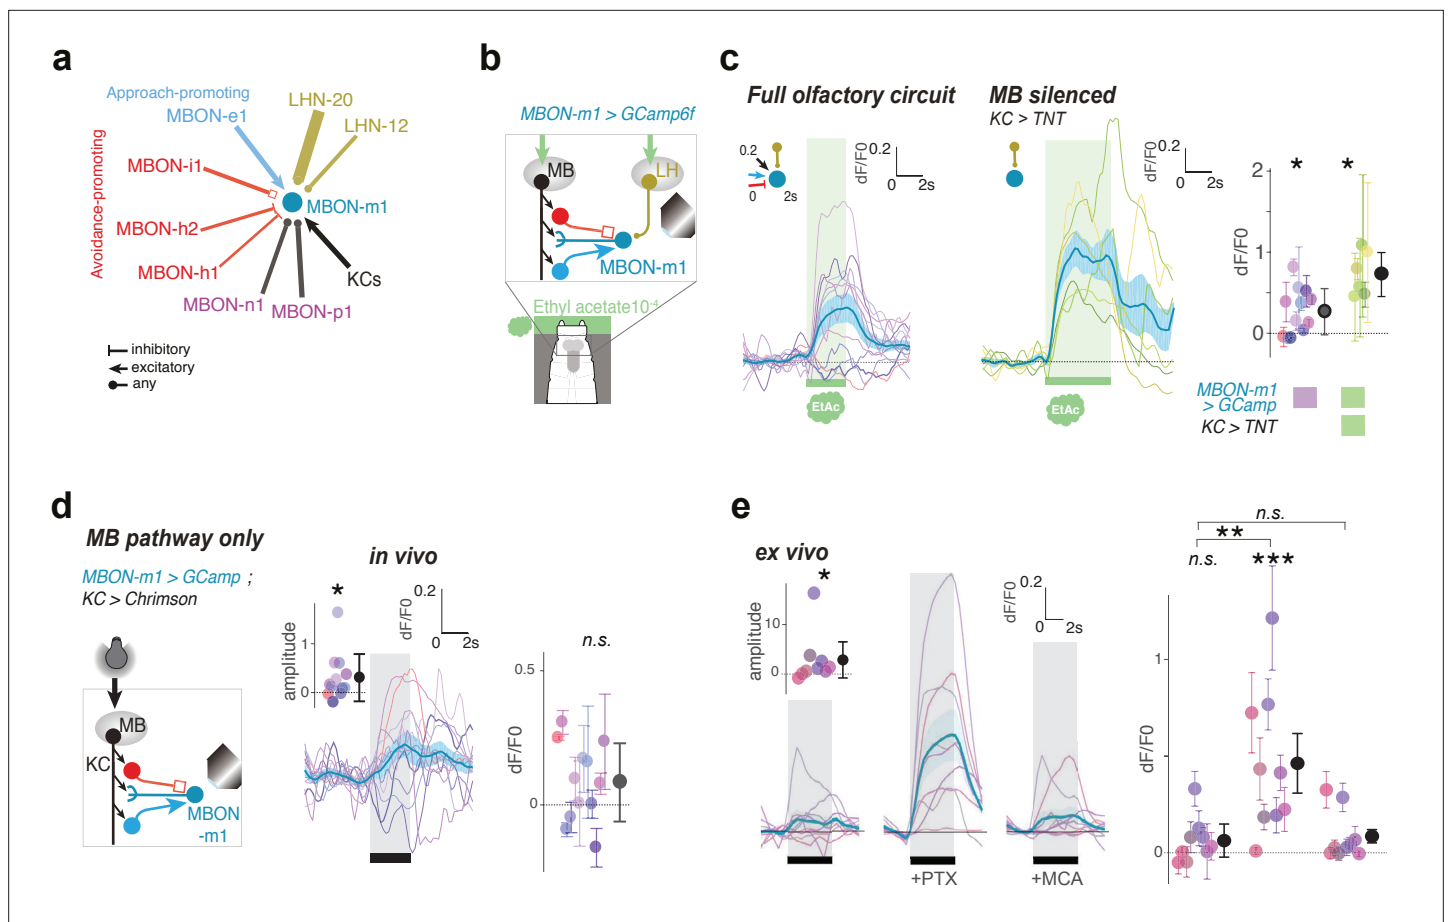 a
Approach-promoting
MBON-e1
LHN-20
LHN-12
MBON-i1
MBON-m1
MBON-h2
MBON-h1
KCs
MBON-n1
MBON-p1
Avoidance-promoting
inhibitory
excitatory
any
b
MBON-m1 > GCamp6f
MB
LH
MBON-m1
Ethyl acetate10⁻⁴
c
Full olfactory circuit
MB silenced
KC > TNT
0.2
0
2s
dF/F0
0.2
0
2s
EtAc
dF/F0
0.2
0
2s
EtAc
* *
dF/F0
2
1
0
MBON-m1
> GCamp
KC > TNT
d
MB pathway only
MBON-m1 > GCamp ;
KC > Chrimson
MB
KC
MBON
-m1
in vivo
*
amplitude
1
0
dF/F0
0.2
0
2s
n.s.
dF/F0
0.5
0
e
ex vivo
*
amplitude
10
0
+PTX
dF/F0
0.2
0
2s
+MCA
n.s.
**
n.s.
***
dF/F0
1
0